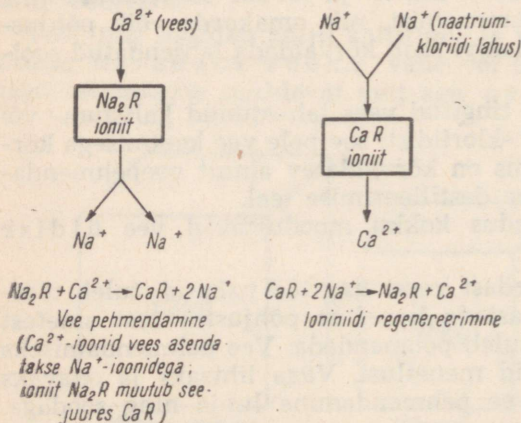 Ca²⁺ (vees)
Na₂R
ioniit
Na⁺ Na⁺
Na₂R + Ca²⁺ → CaR + 2Na⁺
Vee pehmendamine
(Ca²⁺-ioonid vees asenda
takse Na⁺-ioonidega;
ioniit Na₂R muutub see-
juures CaR)
Na⁺ Na⁺ (naatrium-
kloriidi lahus)
CaR
ioniit
Ca²⁺
CaR + 2Na → Na₂R + Ca²⁺
Ioniniidi regenereerimine